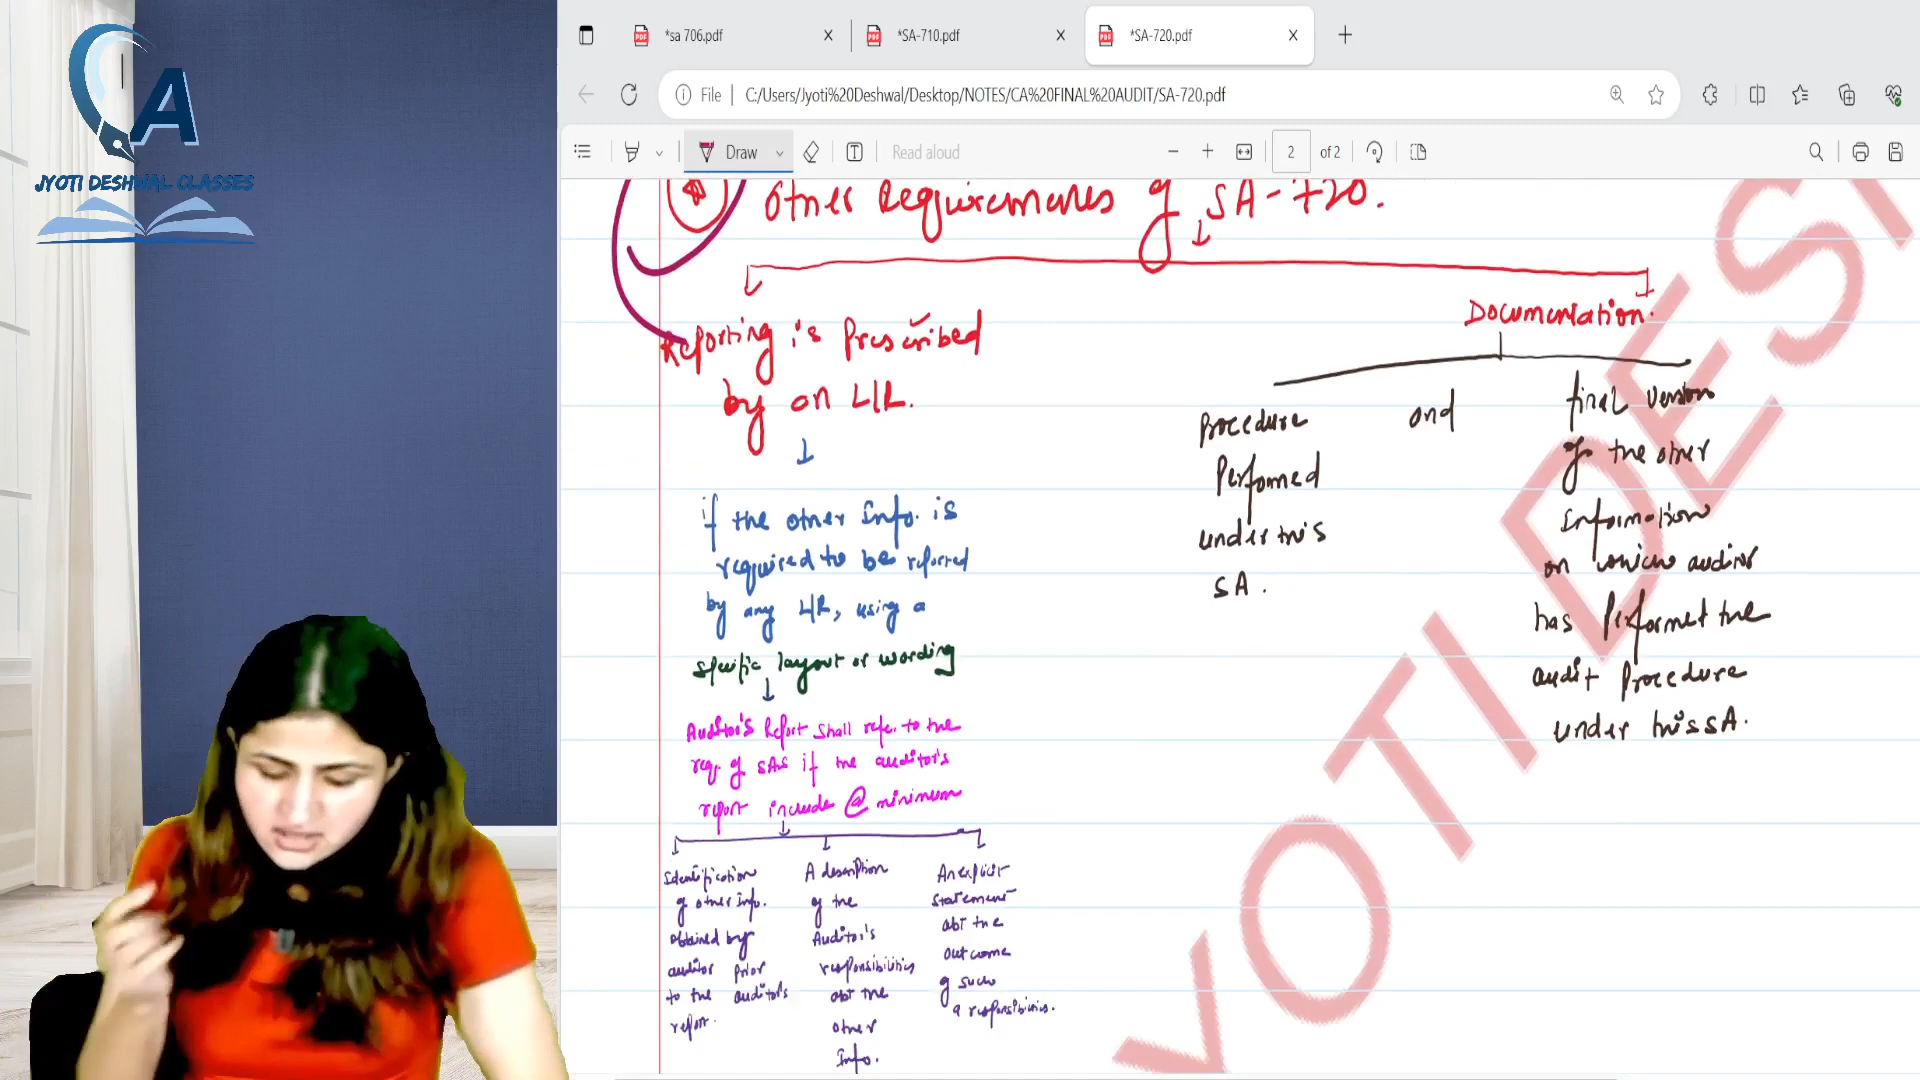 CA
JYOTI DESHWAL CLASSES
*sa 706.pdf
*SA-710.pdf
*SA-720.pdf
File
C:/Users/Jyoti%20Deshwal/Desktop/NOTES/CA%20FINAL%20AUDIT/SA-720.pdf
Draw
Read aloud
2 of 2
Other Requirements of SA-720.
Reporting is Prescribed
by an L/R.
if the other Info. is
required to be referred
by any L/R, using a
specific layout or wording
Auditor's Report shall refer to the
req. of SAs if the auditor's
report include @ minimum
Identification
of other info.
obtained by
auditor prior
to the auditor's
report.
A description
of the
Auditor's
responsibilities
abt the
other
Info.
An explicit
statement
abt the
outcome
of such
a responsibilities.
Documentation.
Procedure
Performed
under this
SA.
and
final version
of the other
Information
on which auditor
has Performed the
audit Procedure
under this SA.
YOTI DES